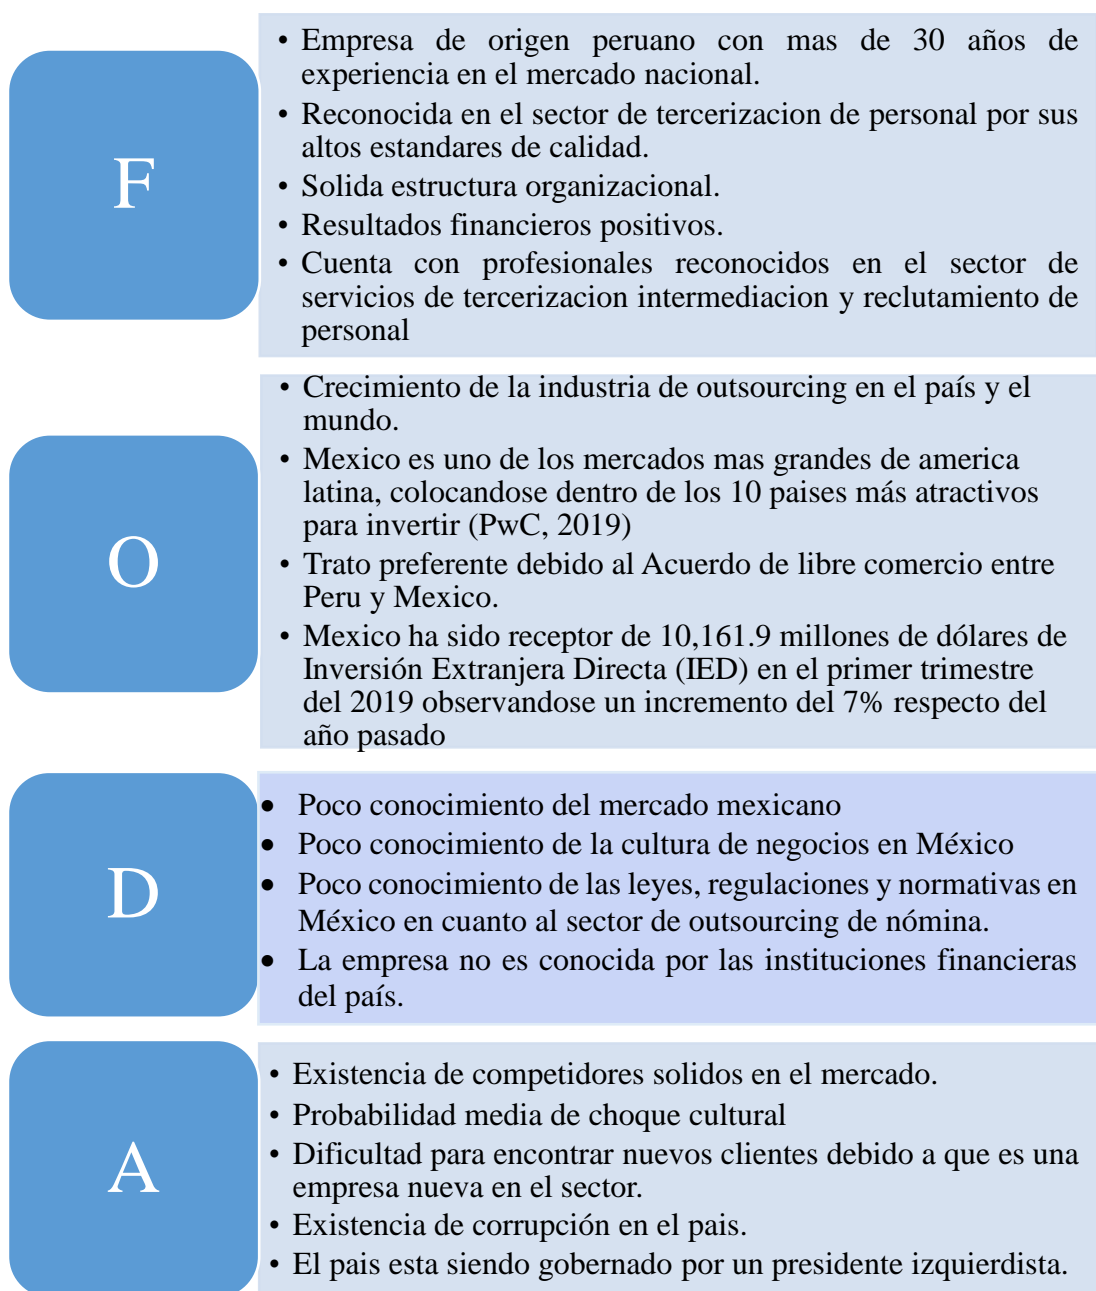 F
• Empresa de origen peruano con mas de 30 años de
experiencia en el mercado nacional.
• Reconocida en el sector de tercerizacion de personal por sus
altos estandares de calidad.
• Solida estructura organizacional.
• Resultados financieros positivos.
• Cuenta con profesionales reconocidos en el sector de
servicios de tercerizacion intermediacion y reclutamiento de
personal
O
• Crecimiento de la industria de outsourcing en el país y el
mundo.
• Mexico es uno de los mercados mas grandes de america
latina, colocandose dentro de los 10 paises más atractivos
para invertir (PwC, 2019)
• Trato preferente debido al Acuerdo de libre comercio entre
Peru y Mexico.
• Mexico ha sido receptor de 10,161.9 millones de dólares de
Inversión Extranjera Directa (IED) en el primer trimestre
del 2019 observandose un incremento del 7% respecto del
año pasado
D
• Poco conocimiento del mercado mexicano
• Poco conocimiento de la cultura de negocios en México
• Poco conocimiento de las leyes, regulaciones y normativas en
México en cuanto al sector de outsourcing de nómina.
• La empresa no es conocida por las instituciones financieras
del país.
A
• Existencia de competidores solidos en el mercado.
• Probabilidad media de choque cultural
• Dificultad para encontrar nuevos clientes debido a que es una
empresa nueva en el sector.
• Existencia de corrupción en el pais.
• El pais esta siendo gobernado por un presidente izquierdista.